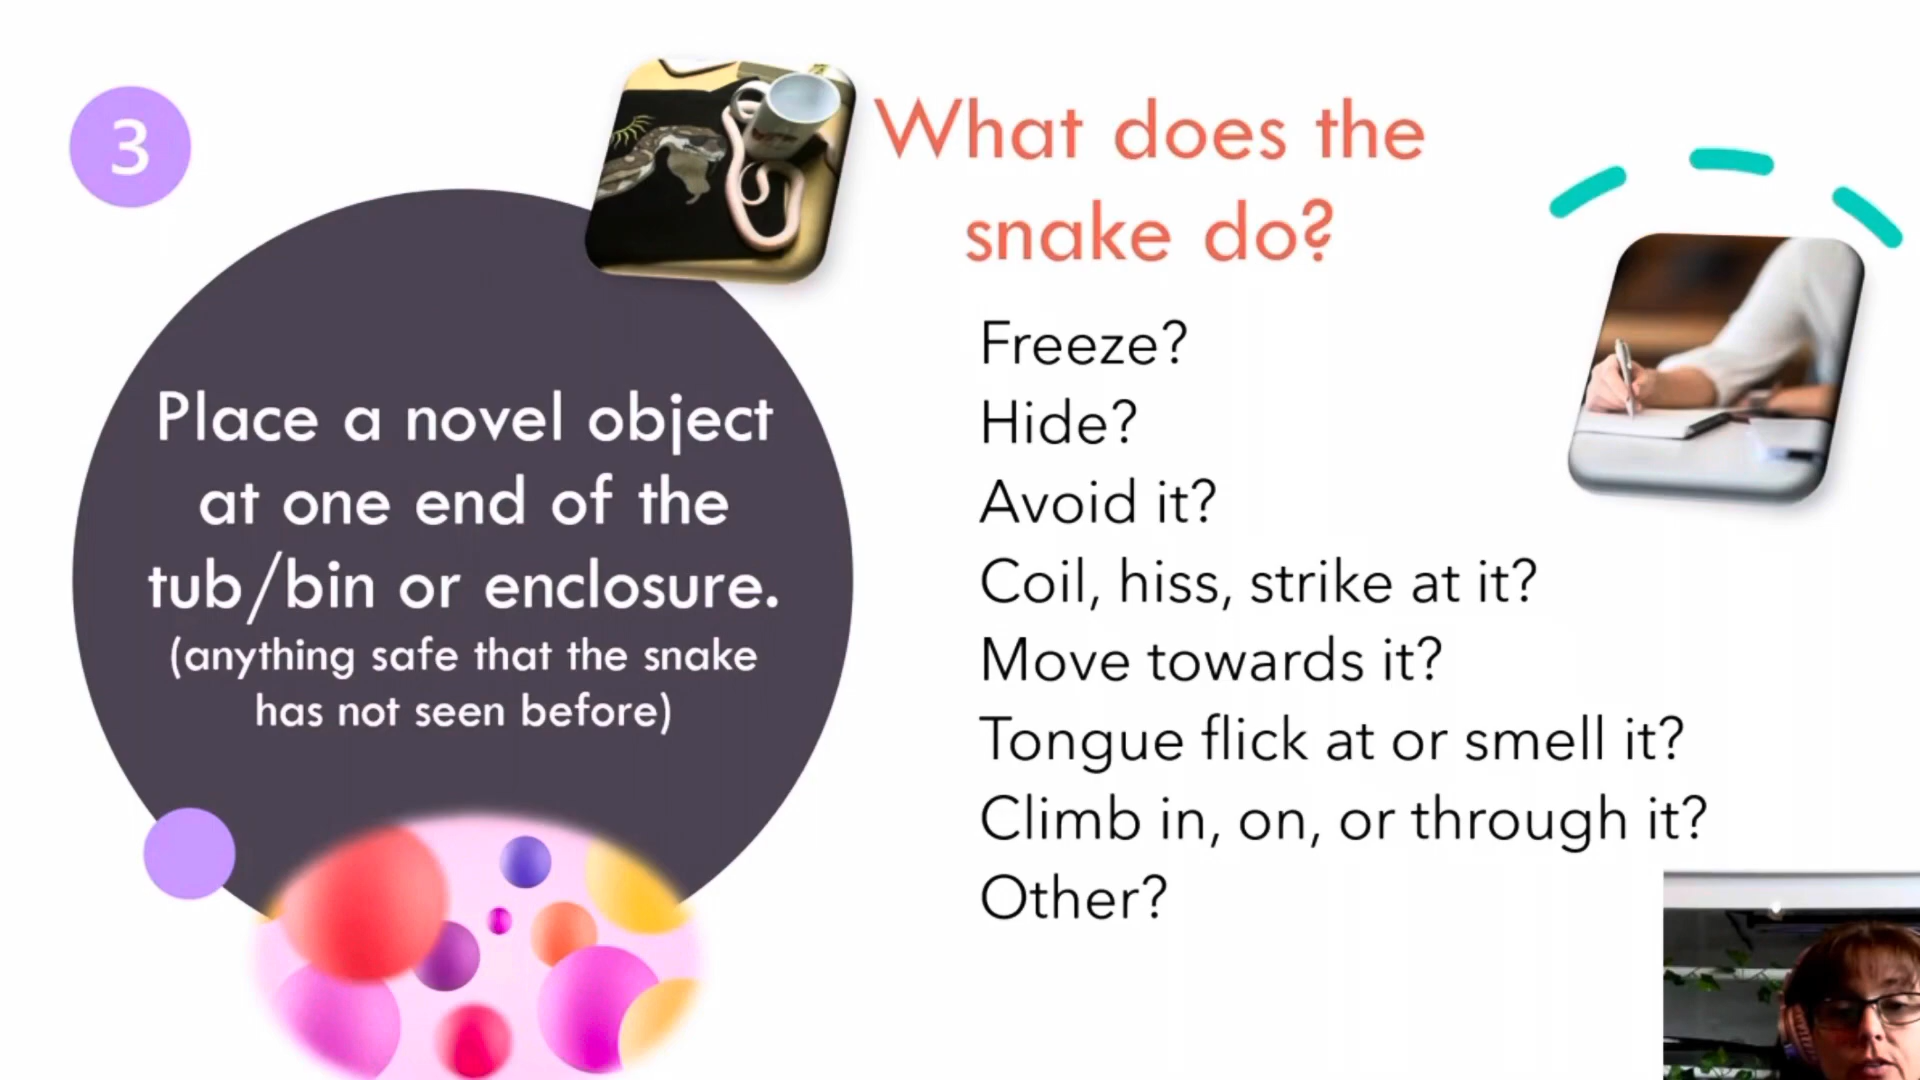 3
Place a novel object
at one end of the
tub/bin or enclosure.
(anything safe that the snake
has not seen before)
What does the
snake do?
Freeze?
Hide?
Avoid it?
Coil, hiss, strike at it?
Move towards it?
Tongue flick at or smell it?
Climb in, on, or through it?
Other?